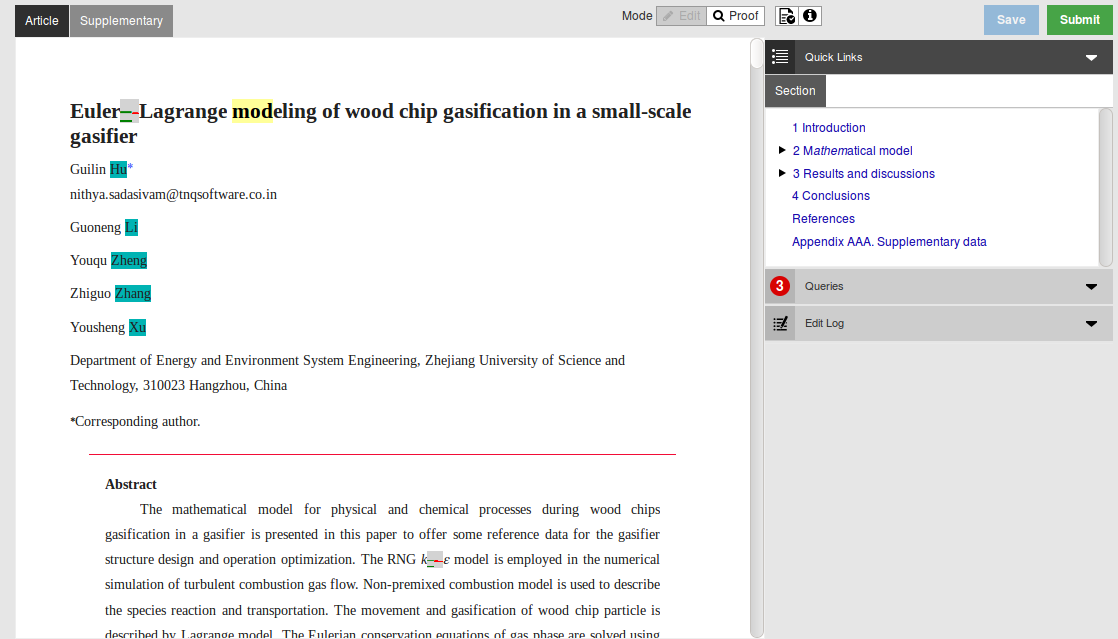 Article Supplementary Mode Edit Proof Save Submit
Euler–Lagrange modeling of wood chip gasification in a small-scale
gasifier
Guilin Hu*
nithya.sadasivam@tnqsoftware.co.in
Guoneng Li
Youqu Zheng
Zhiguo Zhang
Yousheng Xu
Department of Energy and Environment System Engineering, Zhejiang University of Science and
Technology, 310023 Hangzhou, China
*Corresponding author.
Abstract
The mathematical model for physical and chemical processes during wood chips
gasification in a gasifier is presented in this paper to offer some reference data for the gasifier
structure design and operation optimization. The RNG k–ε model is employed in the numerical
simulation of turbulent combustion gas flow. Non-premixed combustion model is used to describe
the species reaction and transportation. The movement and gasification of wood chip particle is
described by Lagrange model. The Eulerian conservation equations of gas phase are solved using
Quick Links
Section
1 Introduction
2 Mathematical model
3 Results and discussions
4 Conclusions
References
Appendix AAA. Supplementary data
3 Queries
Edit Log